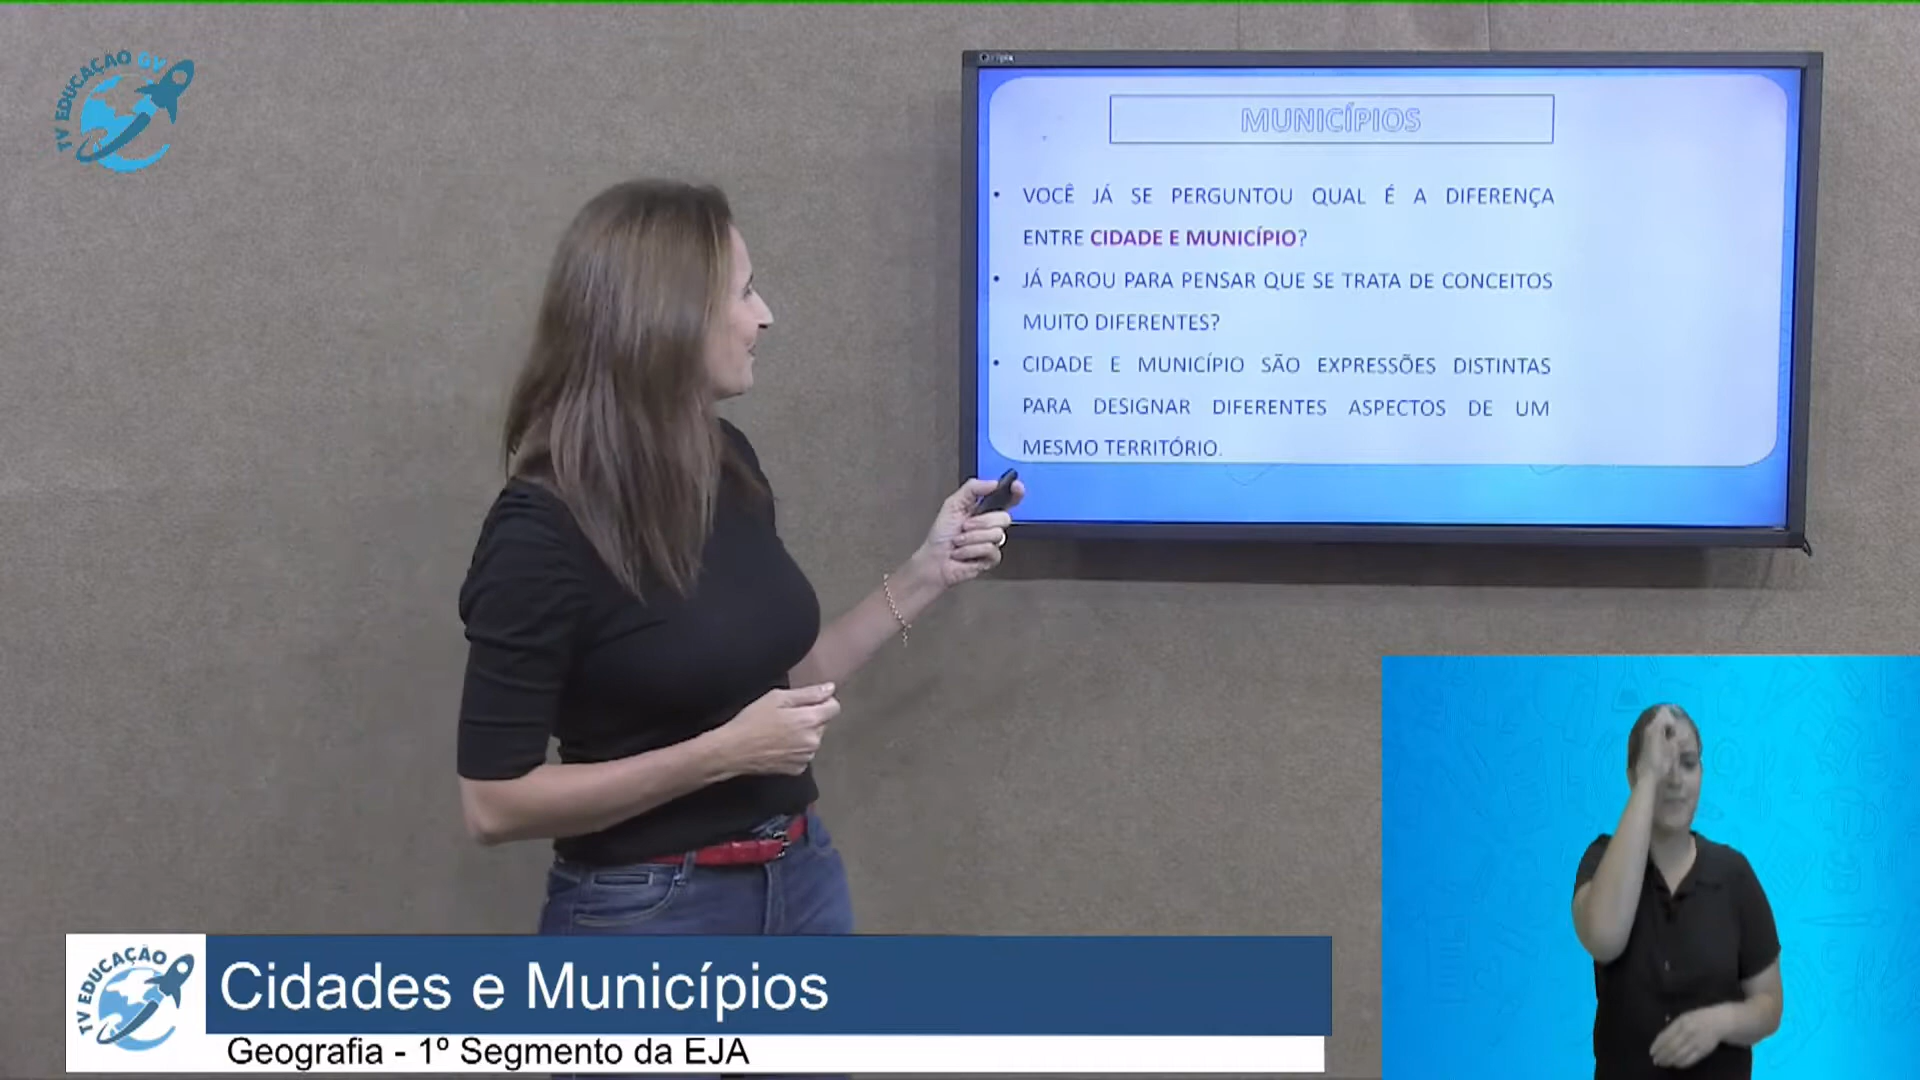 TV EDUCAÇÃO GV
MUNICÍPIOS
• VOCÊ JÁ SE PERGUNTOU QUAL É A DIFERENÇA
ENTRE CIDADE E MUNICÍPIO?
• JÁ PAROU PARA PENSAR QUE SE TRATA DE CONCEITOS
MUITO DIFERENTES?
• CIDADE E MUNICÍPIO SÃO EXPRESSÕES DISTINTAS
PARA DESIGNAR DIFERENTES ASPECTOS DE UM
MESMO TERRITÓRIO.
TV EDUCAÇÃO
Cidades e Municípios
Geografia - 1º Segmento da EJA